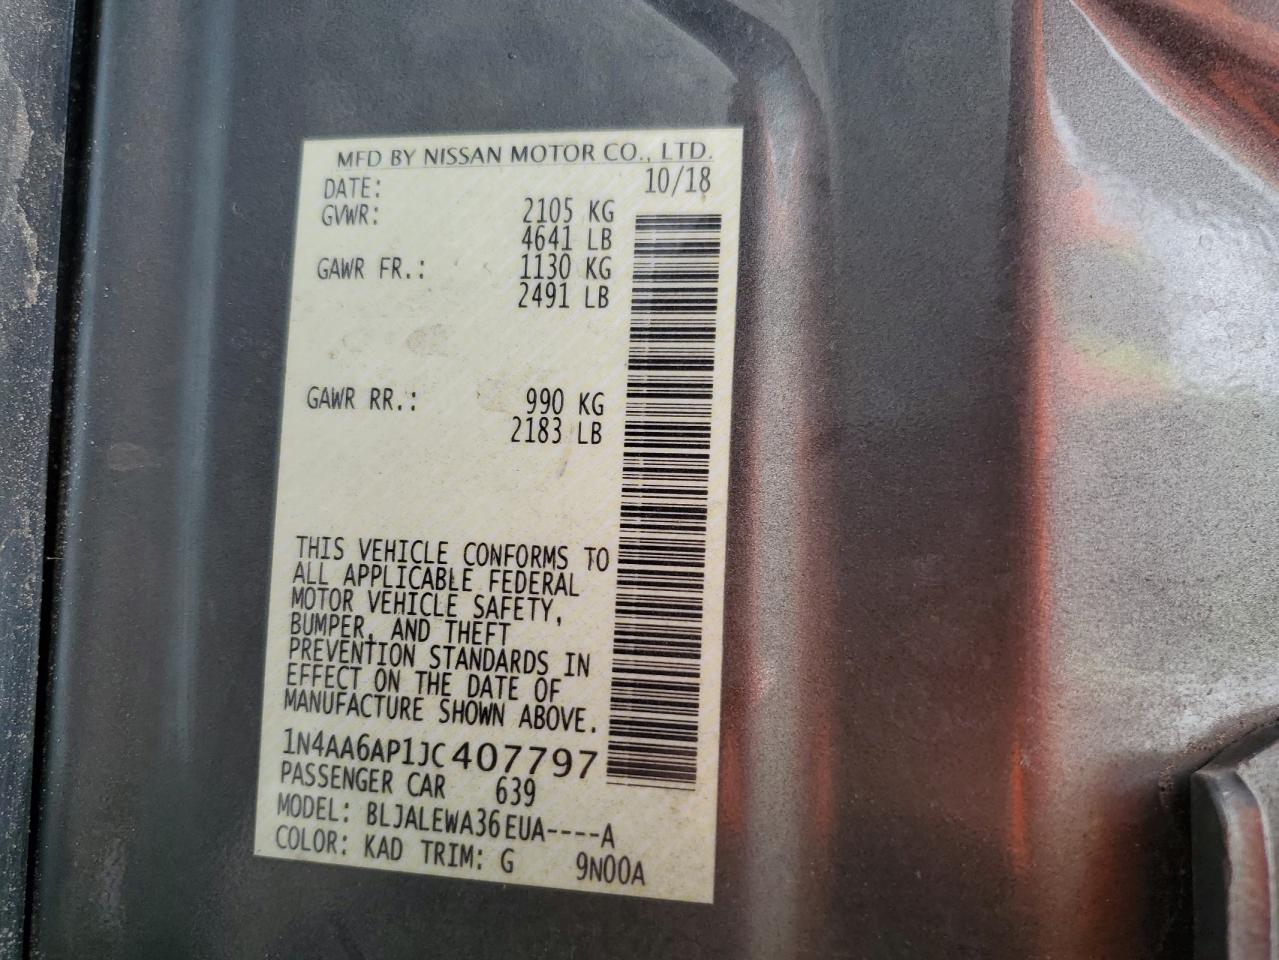 MFD BY NISSAN MOTOR CO., LTD.
DATE: 10/18
GVWR: 2105 KG
4641 LB
GAWR FR.: 1130 KG
2491 LB
GAWR RR.: 990 KG
2183 LB
THIS VEHICLE CONFORMS TO
ALL APPLICABLE FEDERAL
MOTOR VEHICLE SAFETY,
BUMPER, AND THEFT
PREVENTION STANDARDS IN
EFFECT ON THE DATE OF
MANUFACTURE SHOWN ABOVE.
1N4AA6AP1JC407797
PASSENGER CAR 639
MODEL: BLJALEWA36EUA----A
COLOR: KAD TRIM: G 9N00A